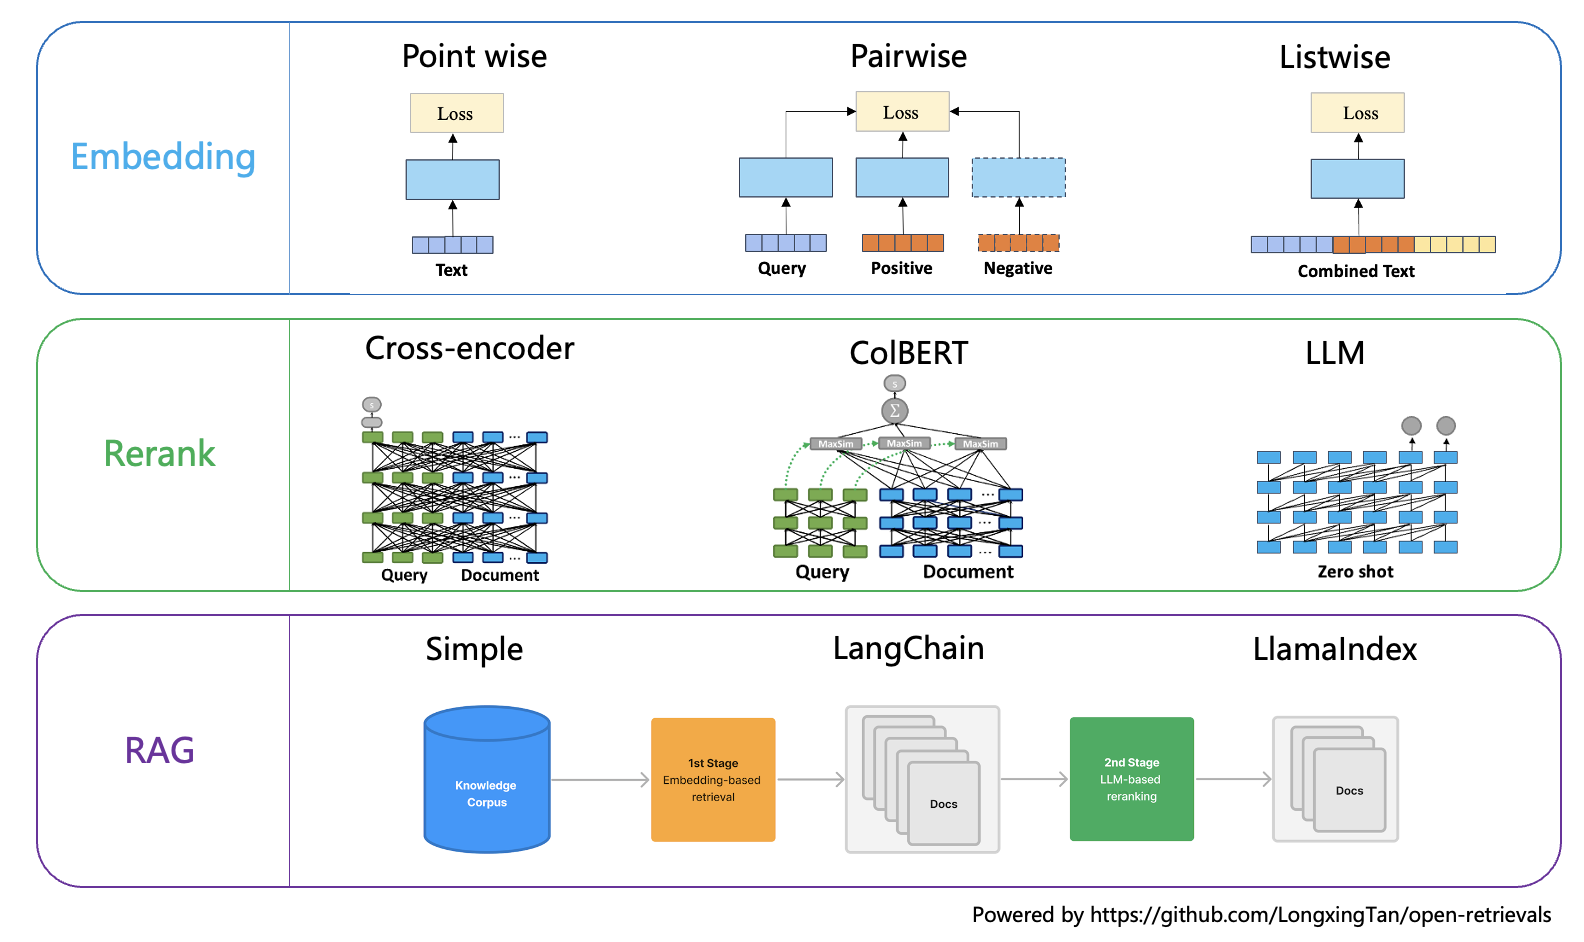 Embedding
Point wise
Loss
Text
Pairwise
Loss
Query
Positive
Negative
Listwise
Loss
Combined Text
Rerank
Cross-encoder
s
...
...
...
...
Query
Document
ColBERT
s
Σ
MaxSim
MaxSim
MaxSim
...
...
...
Query
Document
LLM
Zero shot
RAG
Simple
LangChain
LlamaIndex
Knowledge
Corpus
1st Stage
Embedding-based
retrieval
Docs
2nd Stage
LLM-based
reranking
Docs
Powered by https://github.com/LongxingTan/open-retrievals